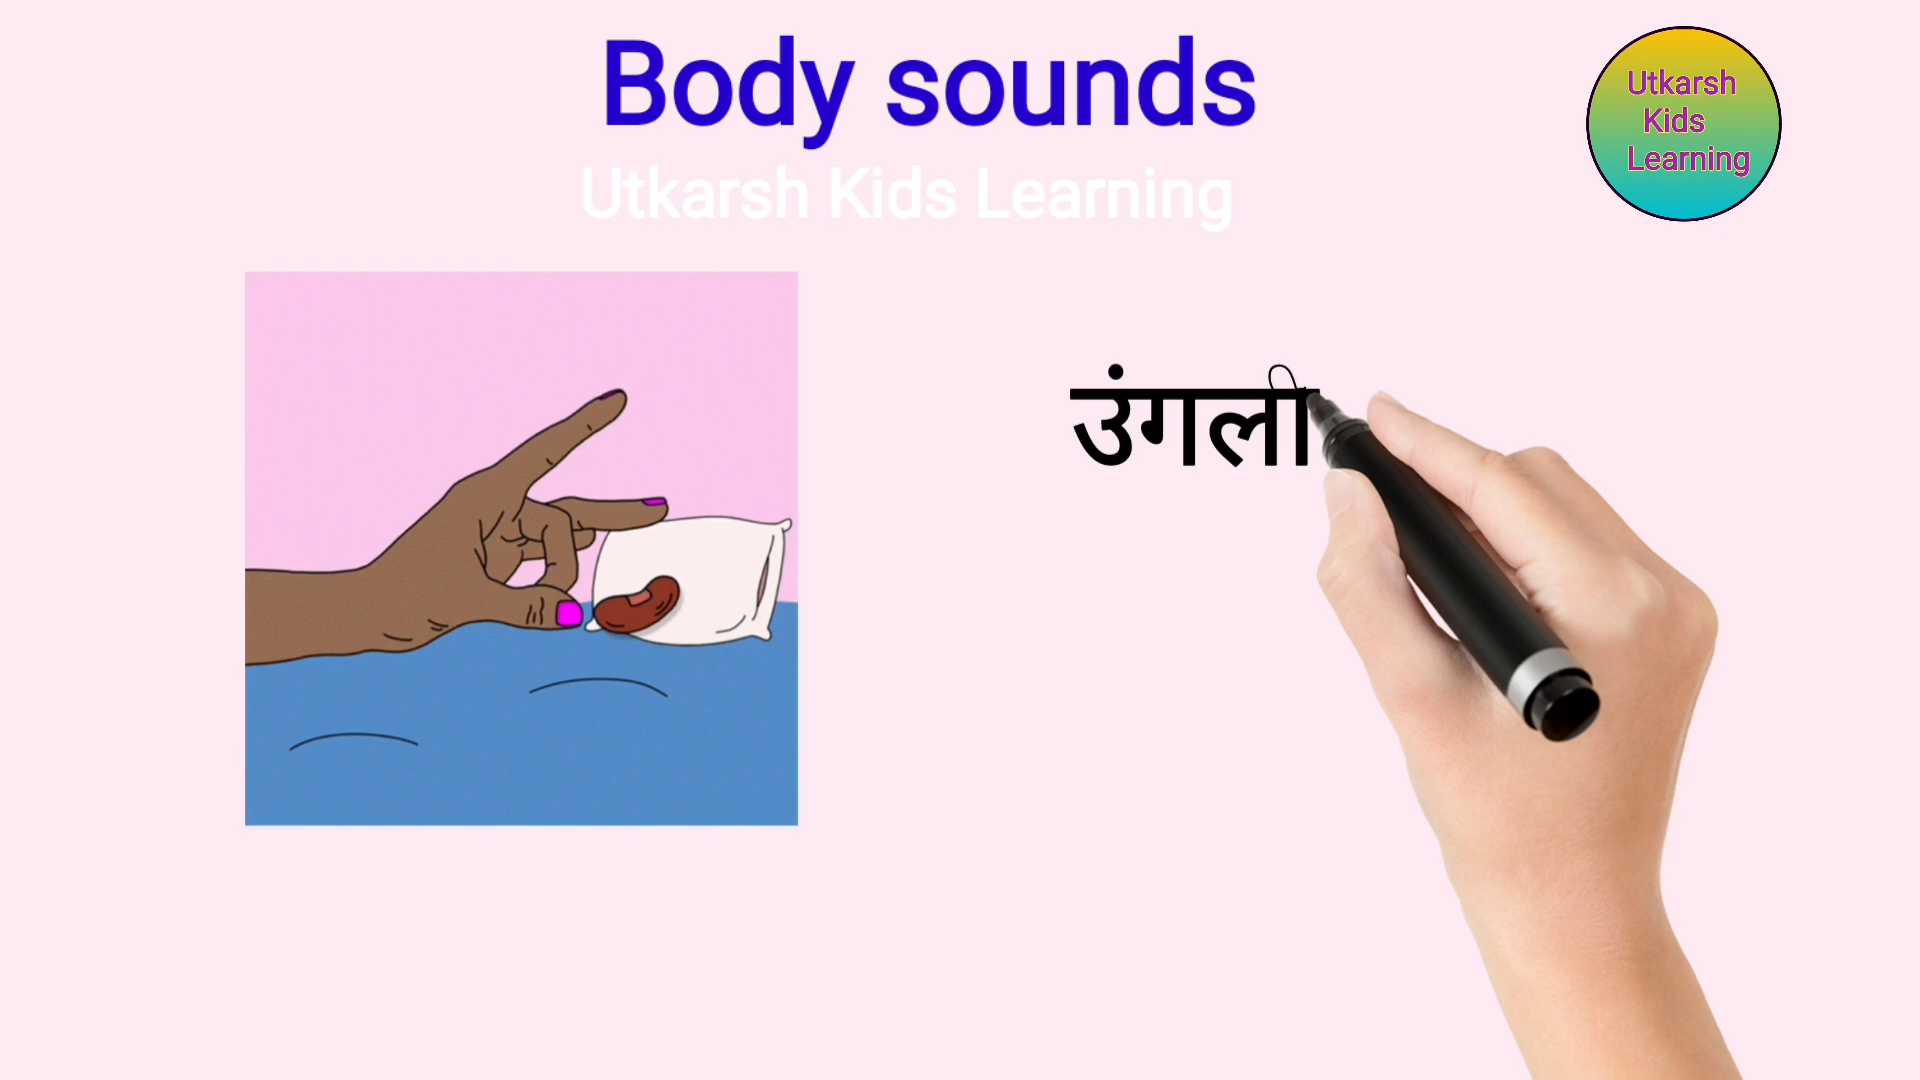 Body sounds
Utkarsh Kids Learning
Utkarsh
Kids
Learning
उंगली